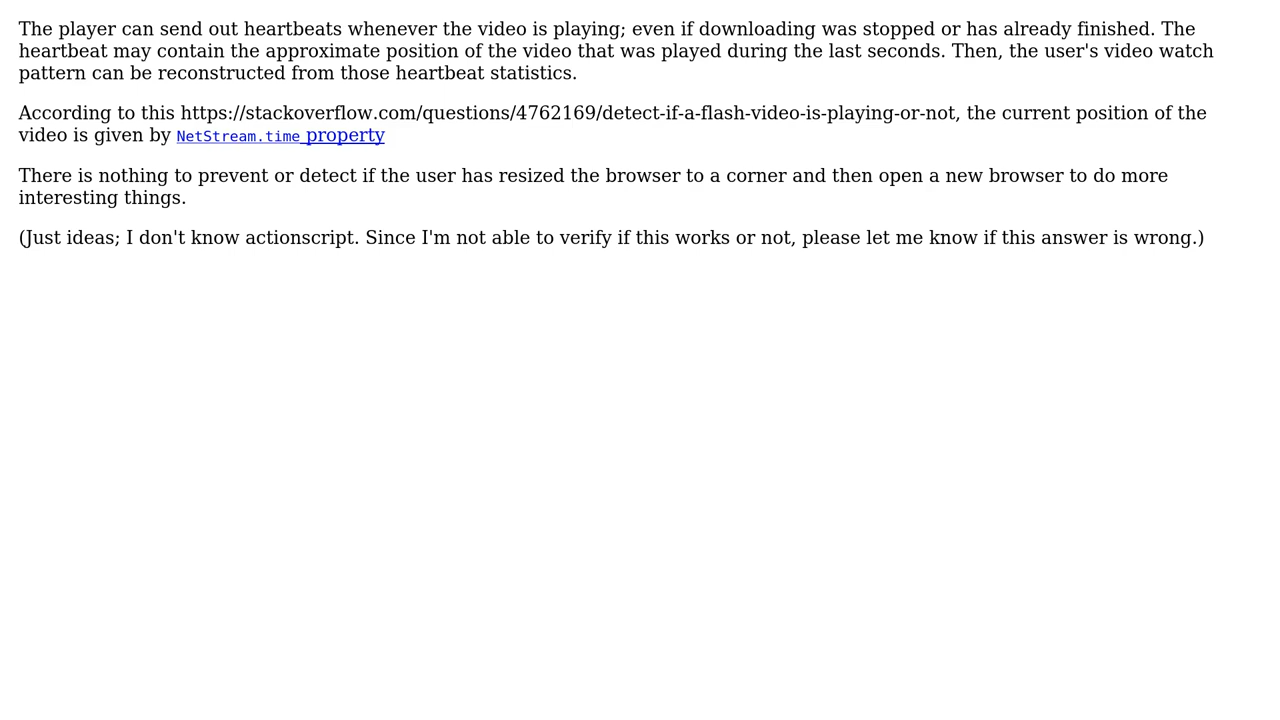 The player can send out heartbeats whenever the video is playing; even if downloading was stopped or has already finished. The
heartbeat may contain the approximate position of the video that was played during the last seconds. Then, the user's video watch
pattern can be reconstructed from those heartbeat statistics.
According to this https://stackoverflow.com/questions/4762169/detect-if-a-flash-video-is-playing-or-not, the current position of the
video is given by NetStream.time property
There is nothing to prevent or detect if the user has resized the browser to a corner and then open a new browser to do more
interesting things.
(Just ideas; I don't know actionscript. Since I'm not able to verify if this works or not, please let me know if this answer is wrong.)